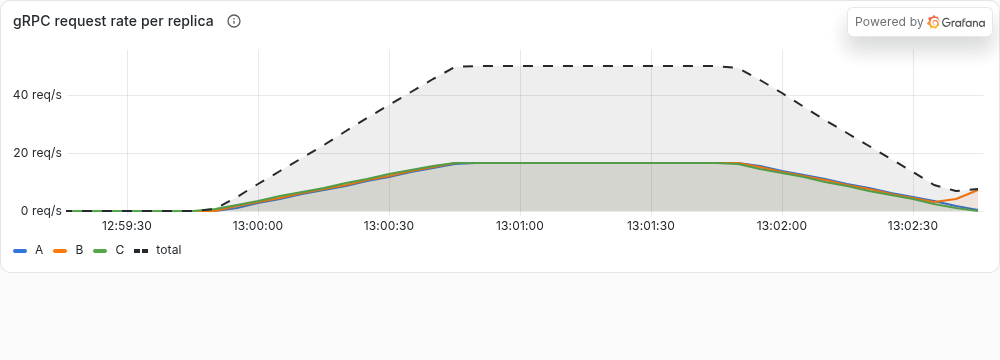 gRPC request rate per replica
Powered by Grafana
40 req/s
20 req/s
0 req/s
12:59:30 13:00:00 13:00:30 13:01:00 13:01:30 13:02:00 13:02:30
A B C total